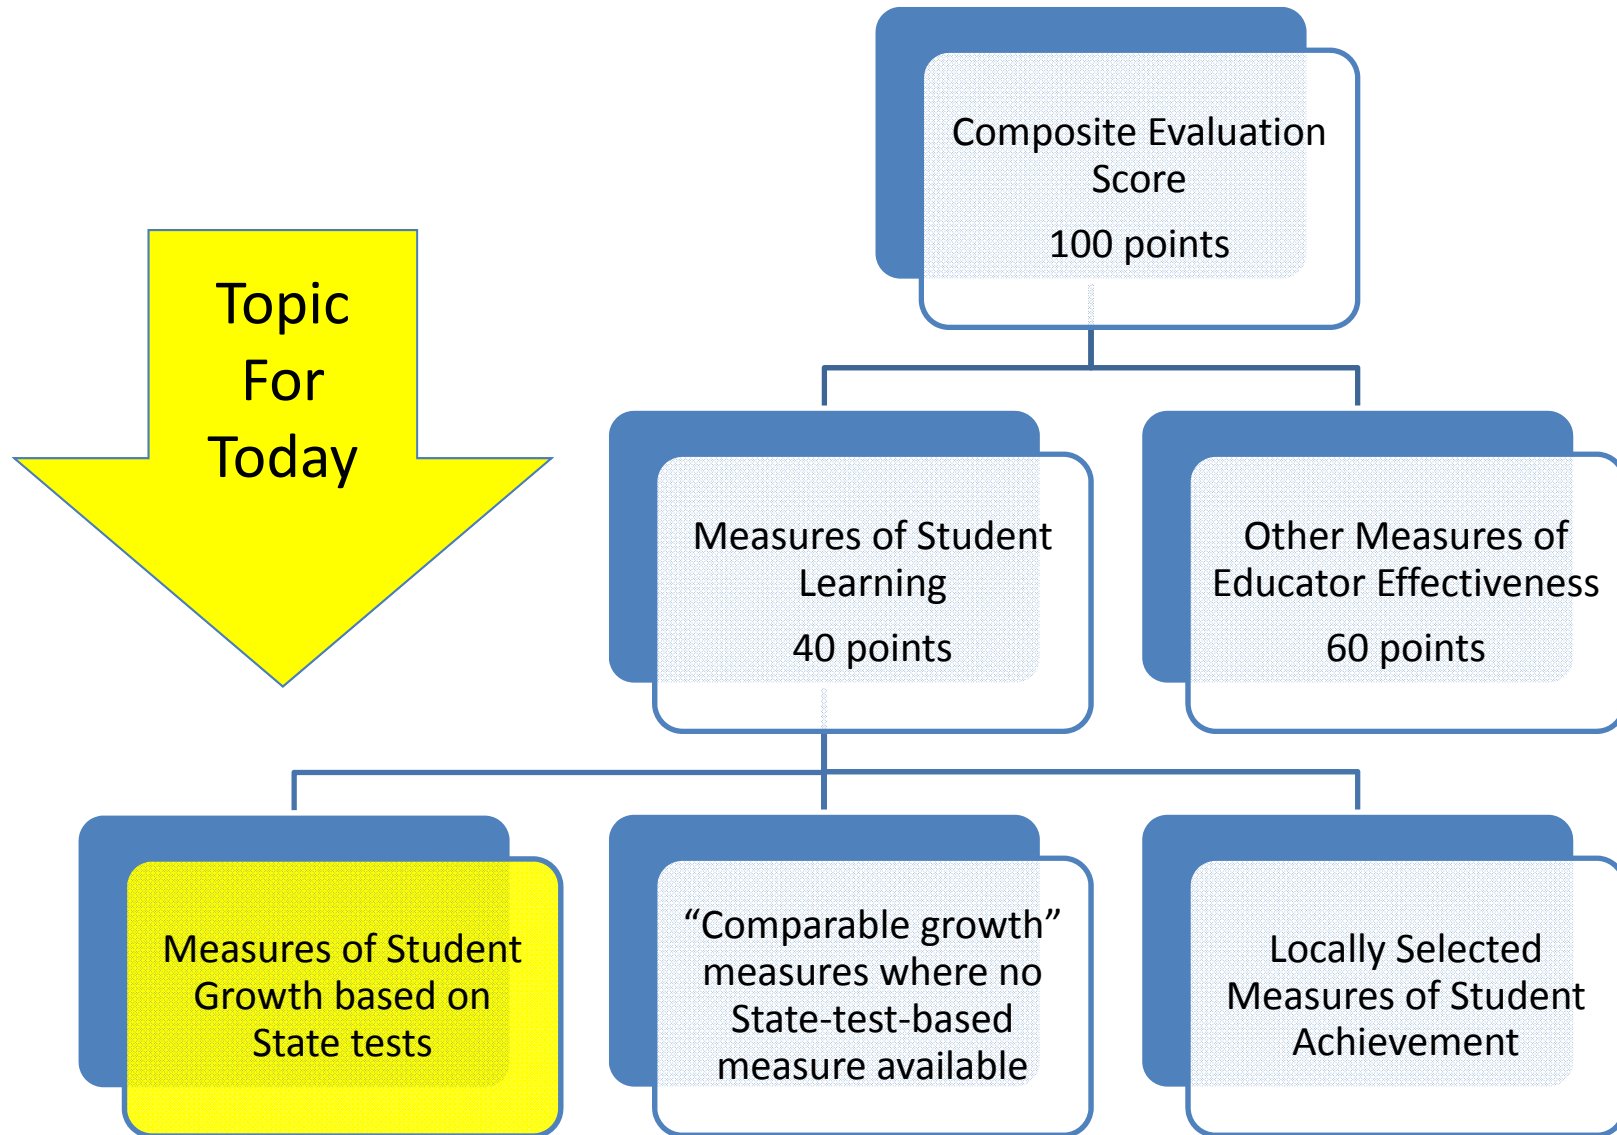 Topic
For
Today
Composite Evaluation
Score
100 points
Measures of Student
Learning
40 points
Other Measures of
Educator Effectiveness
60 points
Measures of Student
Growth based on
State tests
“Comparable growth”
measures where no
State-test-based
measure available
Locally Selected
Measures of Student
Achievement